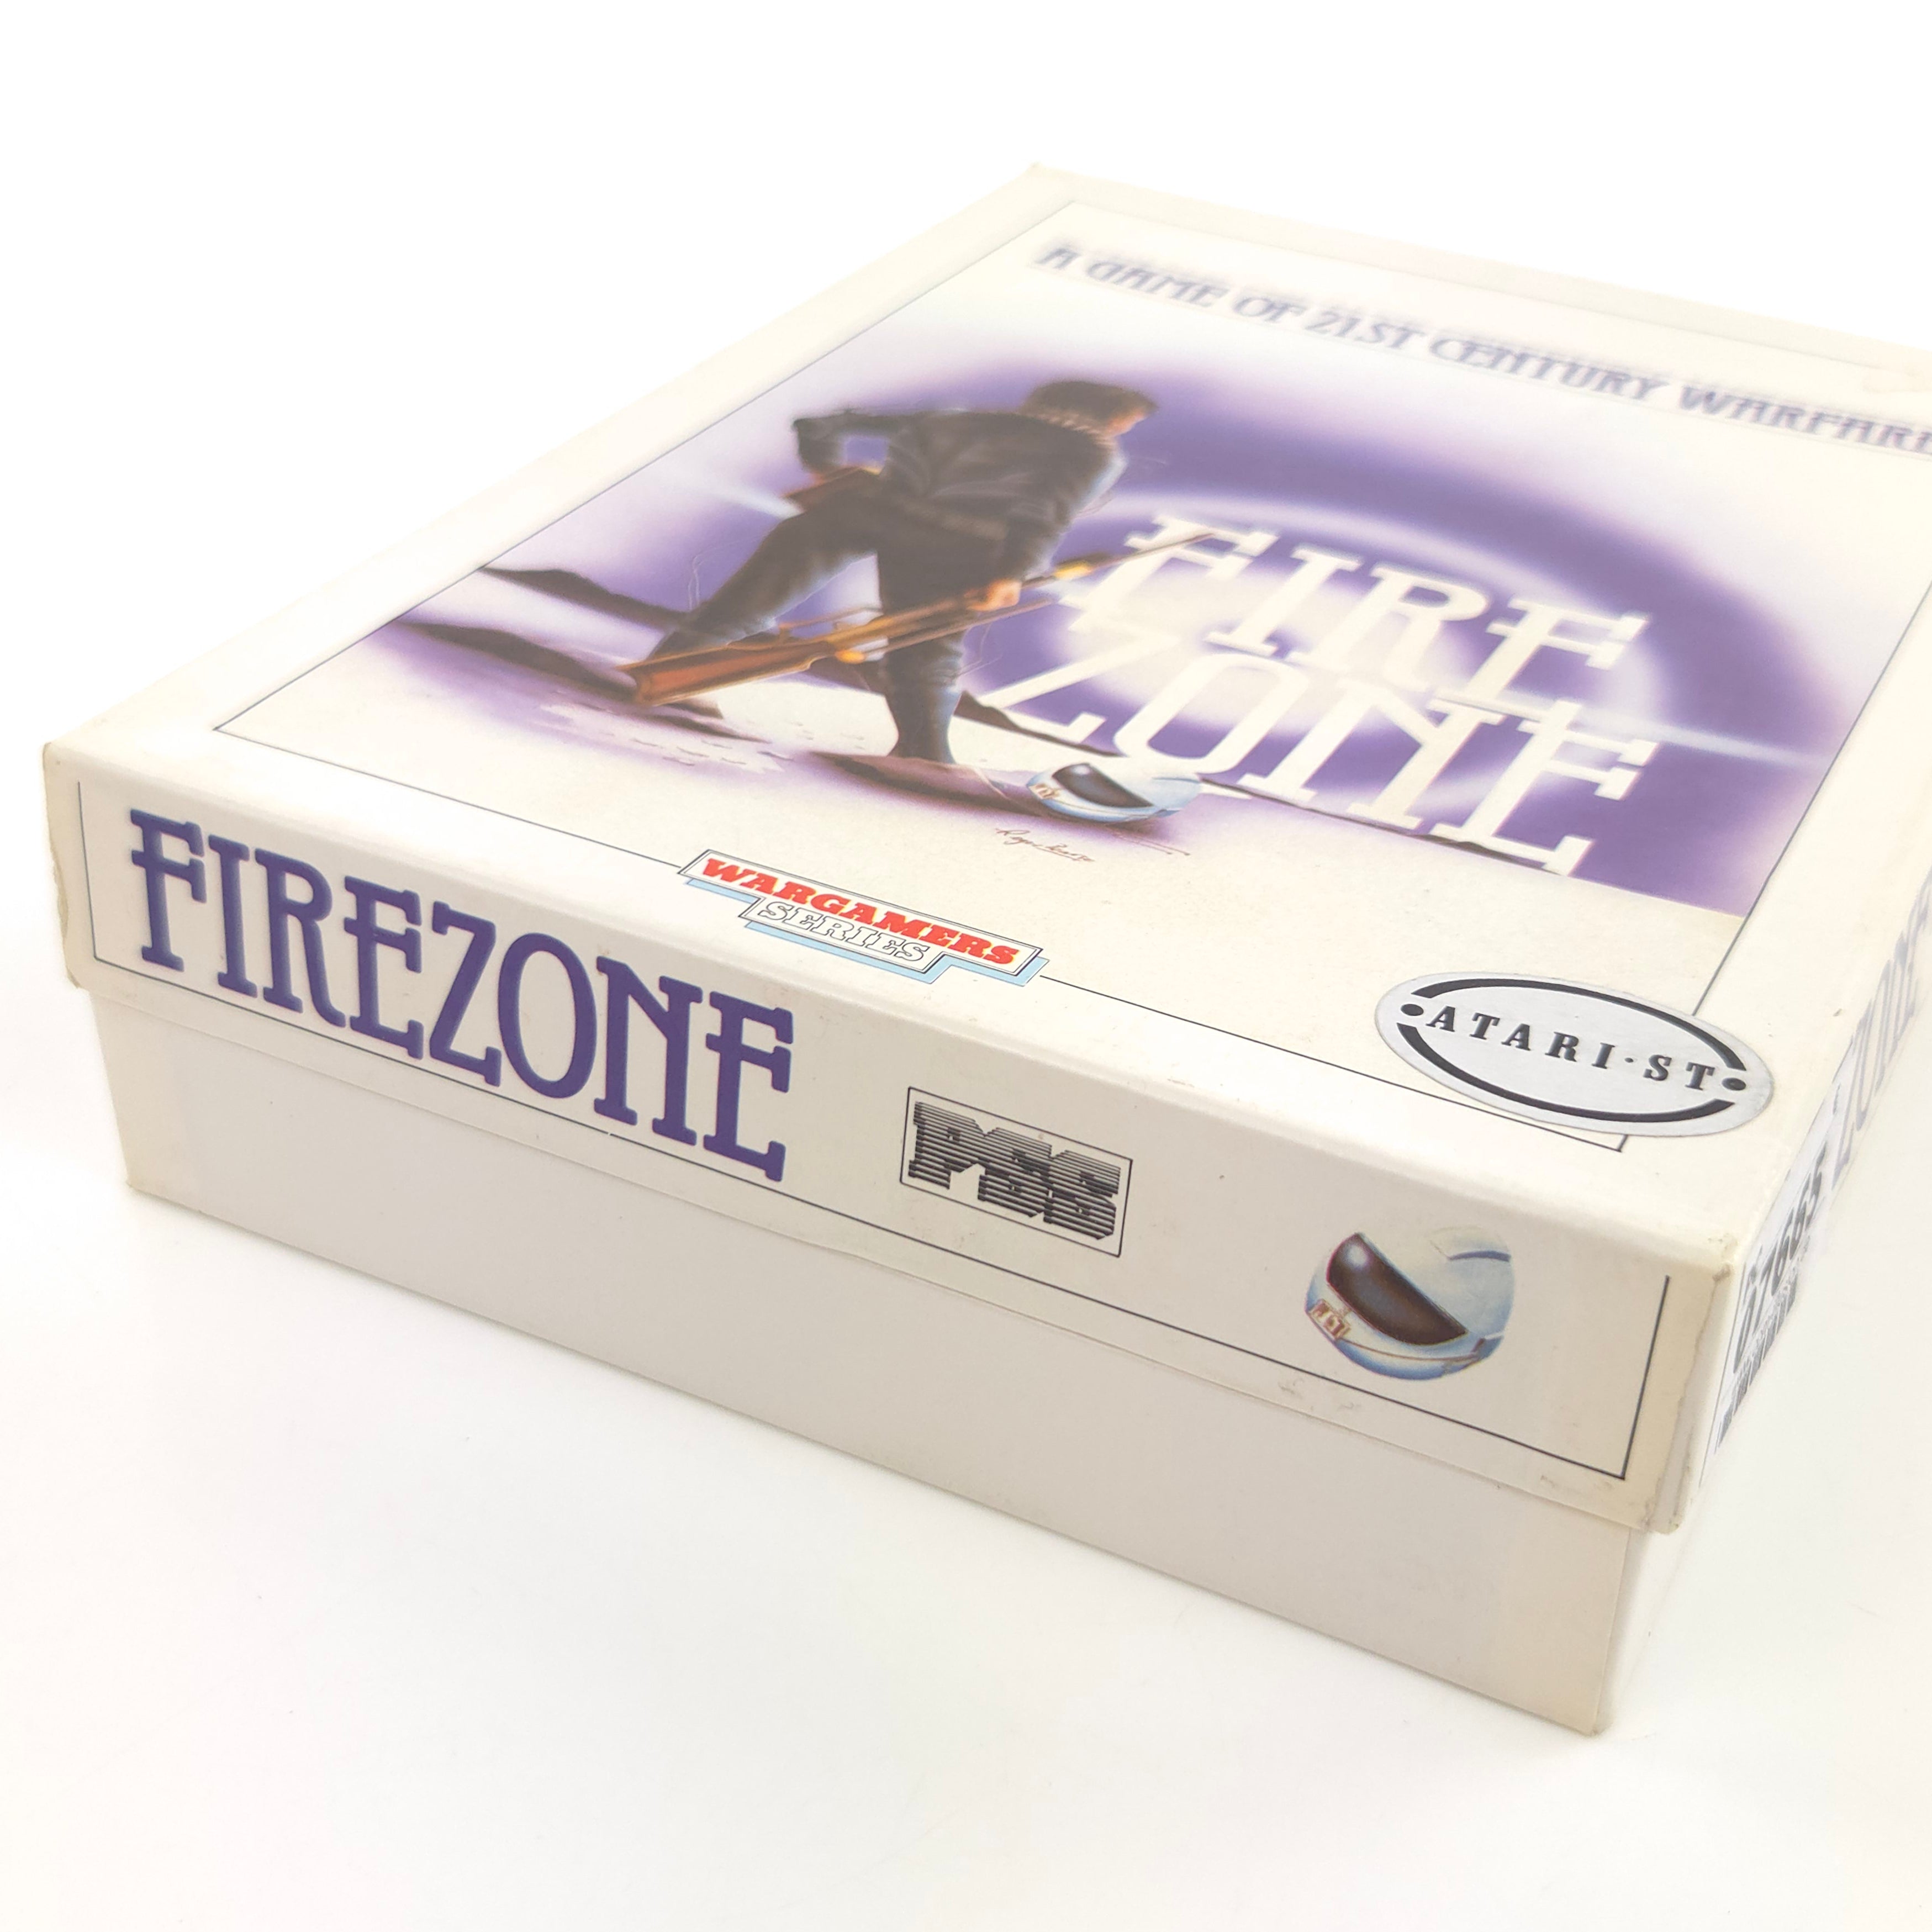 A GAME OF 21ST CENTURY WARFARE
FIRE
ZONE
WARGAMERS
SERIES
ATARI·ST
FIREZONE
PSS